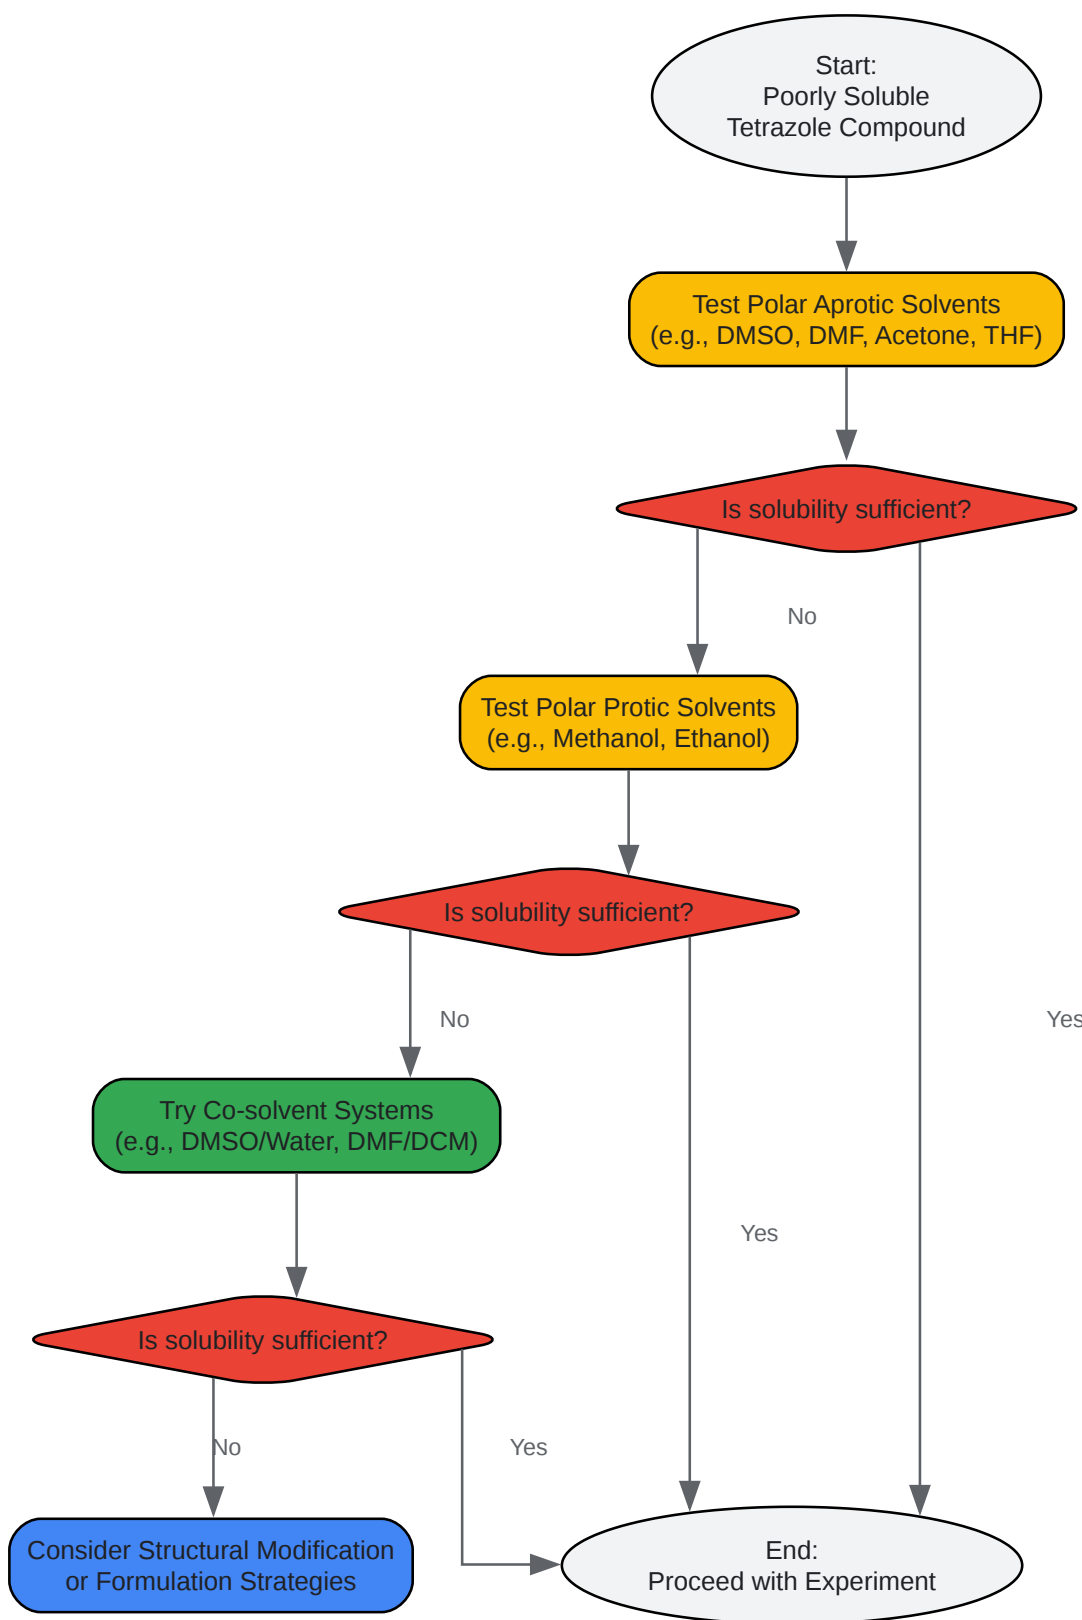 Start:
Poorly Soluble
Tetrazole Compound
Test Polar Aprotic Solvents
(e.g., DMSO, DMF, Acetone, THF)
Is solubility sufficient?
No
Test Polar Protic Solvents
(e.g., Methanol, Ethanol)
Is solubility sufficient?
No
Yes
Try Co-solvent Systems
(e.g., DMSO/Water, DMF/DCM)
Yes
Is solubility sufficient?
No
Yes
Consider Structural Modification
or Formulation Strategies
End:
Proceed with Experiment